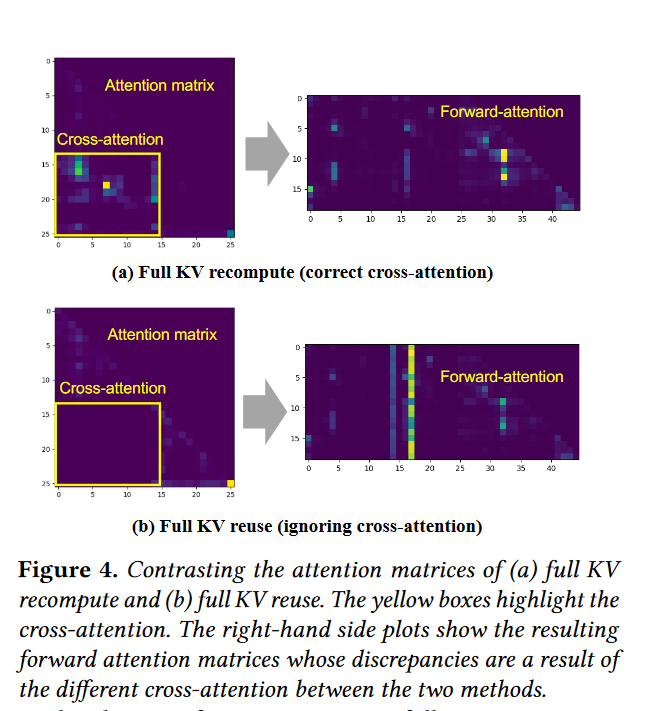 Attention matrix
Cross-attention
0
5
10
15
20
25
0 5 10 15 20 25
Forward-attention
0
5
10
15
0 5 10 15 20 25 30 35 40
(a) Full KV recompute (correct cross-attention)
Attention matrix
Cross-attention
0
5
10
15
20
25
0 5 10 15 20 25
Forward-attention
0
5
10
15
0 5 10 15 20 25 30 35 40
(b) Full KV reuse (ignoring cross-attention)
Figure 4. Contrasting the attention matrices of (a) full KV
recompute and (b) full KV reuse. The yellow boxes highlight the
cross-attention. The right-hand side plots show the resulting
forward attention matrices whose discrepancies are a result of
the different cross-attention between the two methods.